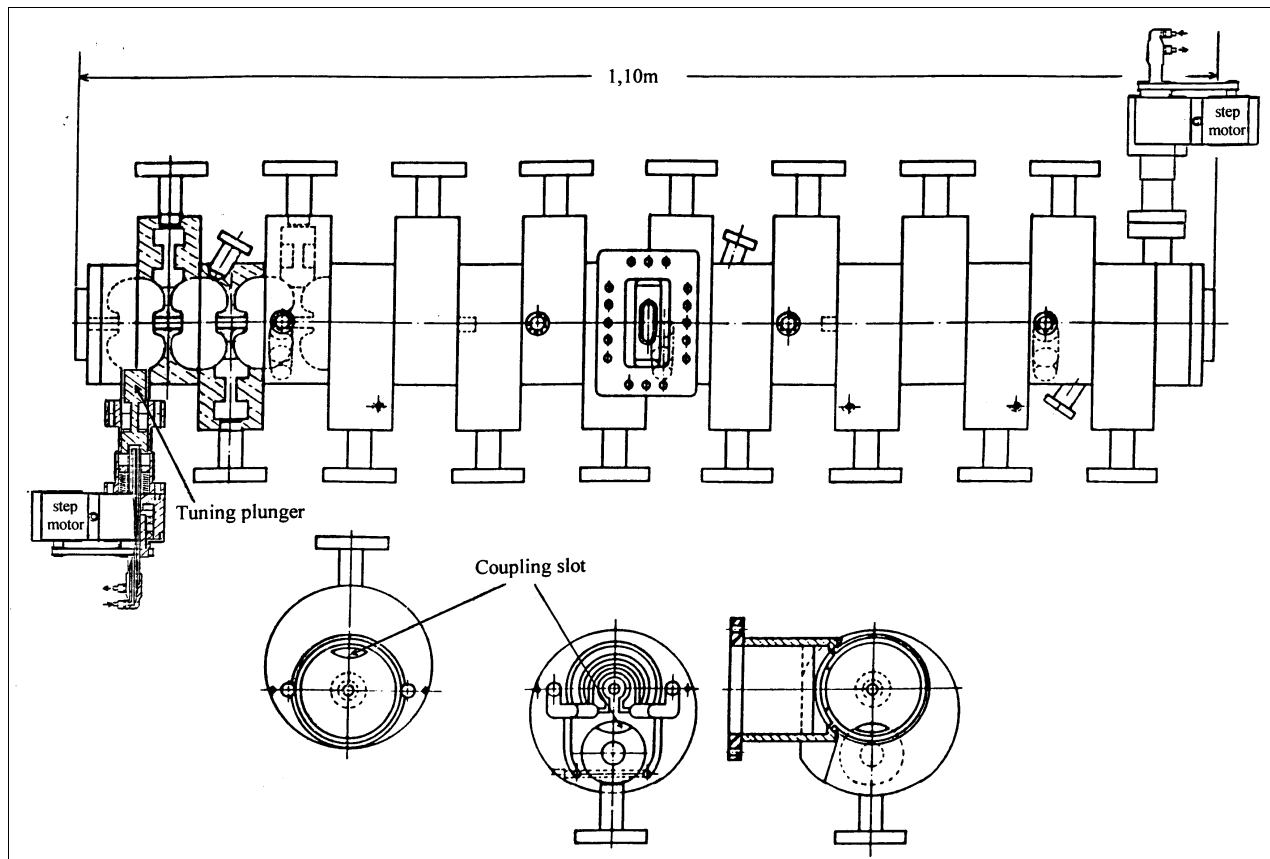 1,10m
step
motor
step
motor
Tuning plunger
Coupling slot